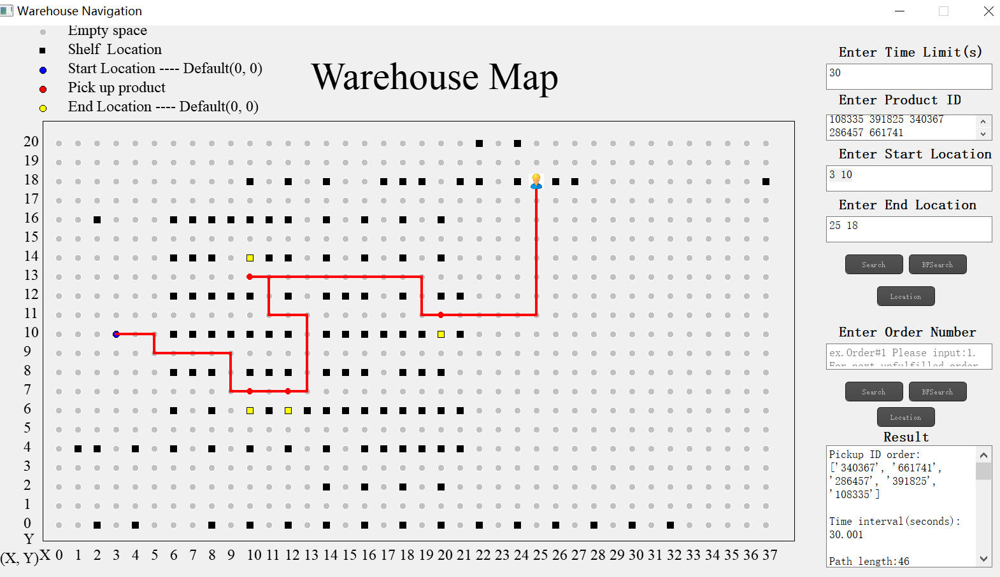 Warehouse Navigation
Empty space
Shelf Location
Start Location ---- Default(0, 0)
Pick up product
End Location ---- Default(0, 0)
Warehouse Map
20
19
18
17
16
15
14
13
12
11
10
9
8
7
6
5
4
3
2
1
0
Y
(X, Y)X 0 1 2 3 4 5 6 7 8 9 10 11 12 13 14 15 16 17 18 19 20 21 22 23 24 25 26 27 28 29 30 31 32 33 34 35 36 37
Enter Time Limit(s)
30
Enter Product ID
108335 391825 340367
286457 661741
Enter Start Location
3 10
Enter End Location
25 18
Search BFSearch
Location
Enter Order Number
ex.Order#1 Please input:1.
For next unfulfilled order
Search BFSearch
Location
Result
Pickup ID order:
['340367', '661741',
'286457', '391825',
'108335']
Time interval(seconds):
30.001
Path length:46